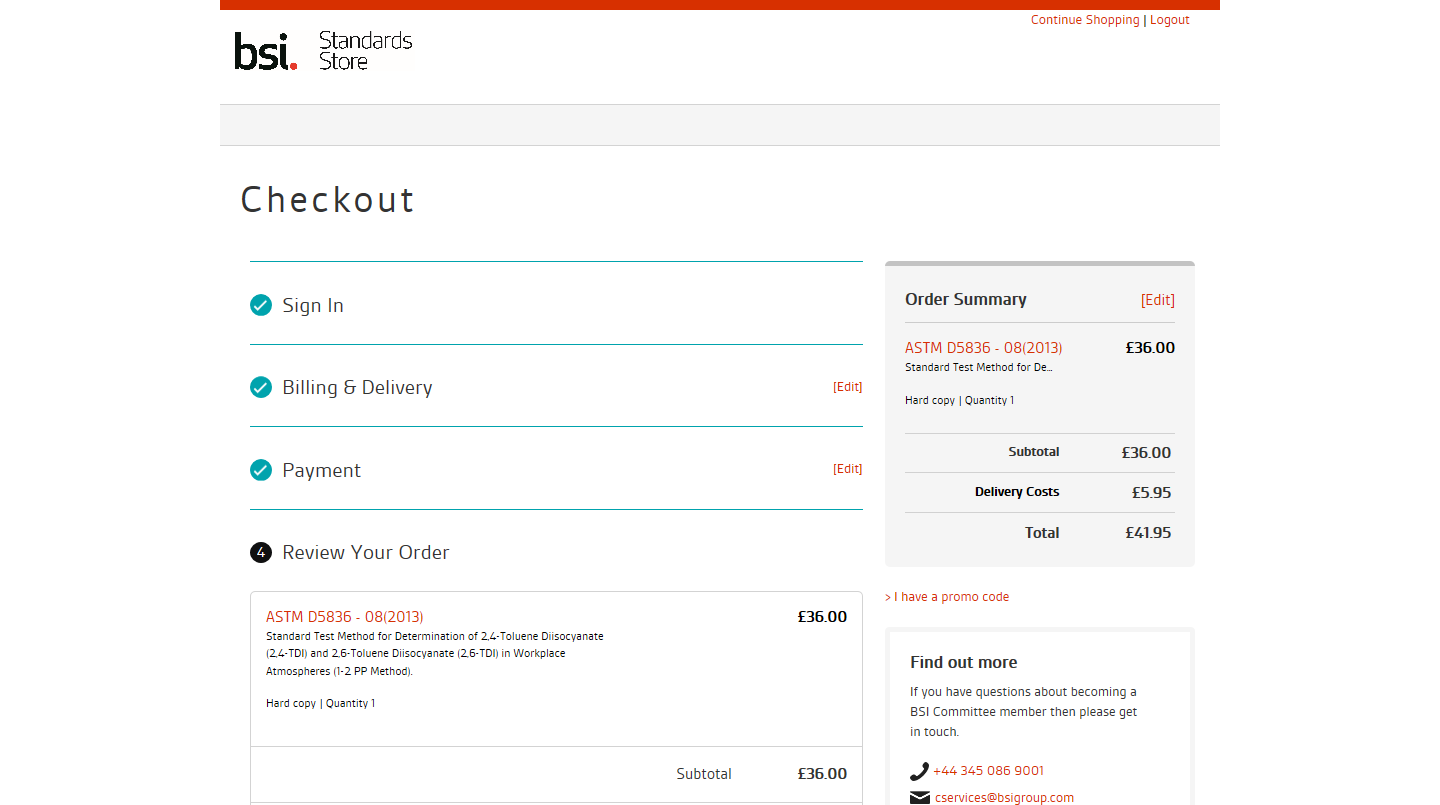 Continue Shopping | Logout
bsi. Standards
Store
Checkout
Sign In
Billing & Delivery [Edit]
Payment [Edit]
4 Review Your Order
ASTM D5836 - 08(2013) £36.00
Standard Test Method for Determination of 2,4-Toluene Diisocyanate
(2,4-TDI) and 2,6-Toluene Diisocyanate (2,6-TDI) in Workplace
Atmospheres (1-2 PP Method).
Hard copy | Quantity 1
Subtotal £36.00
Order Summary [Edit]
ASTM D5836 - 08(2013) £36.00
Standard Test Method for De...
Hard copy | Quantity 1
Subtotal £36.00
Delivery Costs £5.95
Total £41.95
> I have a promo code
Find out more
If you have questions about becoming a
BSI Committee member then please get
in touch.
+44 345 086 9001
cservices@bsigroup.com